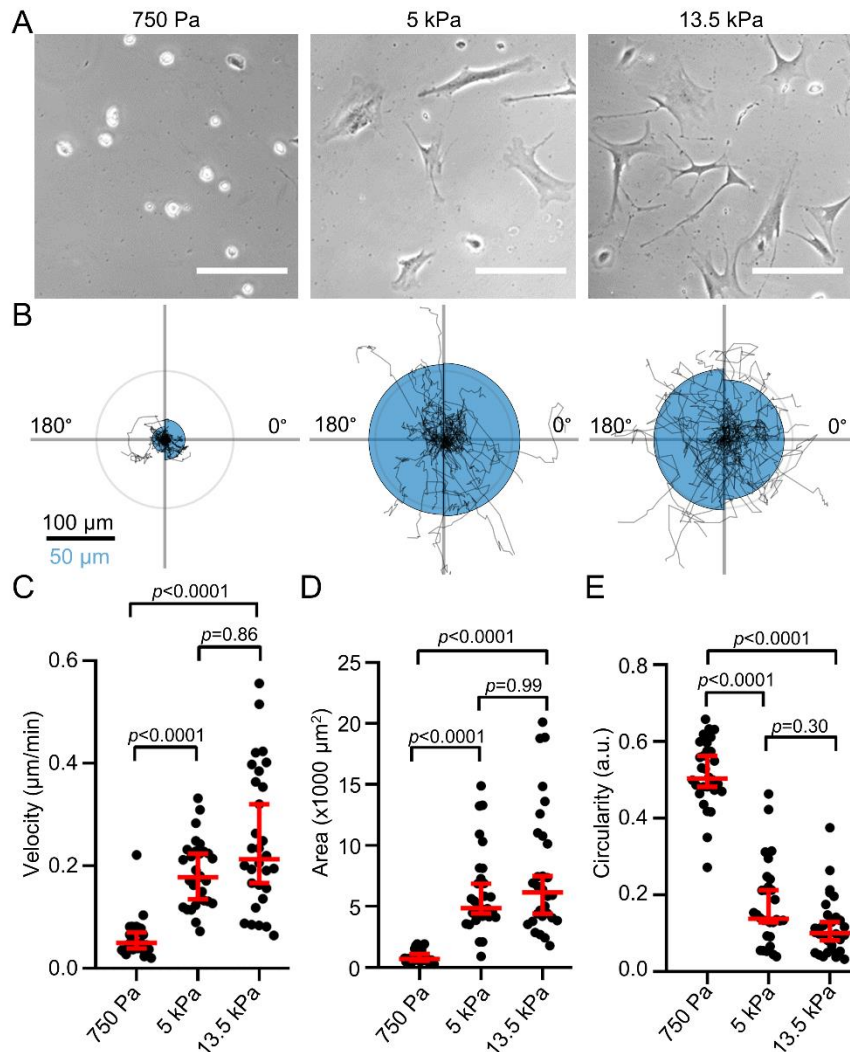 A
750 Pa 5 kPa 13.5 kPa
B
180° 0° 180° 0° 180° 0°
100 µm
50 µm
C
p<0.0001
p=0.86
p<0.0001
Velocity (µm/min)
0.6
0.4
0.2
0.0
750 Pa
5 kPa
13.5 kPa
D
p<0.0001
p=0.99
p<0.0001
Area (x1000 µm²)
25
20
15
10
5
0
750 Pa
5 kPa
13.5 kPa
E
p<0.0001
p<0.0001
p=0.30
Circularity (a.u.)
0.8
0.6
0.4
0.2
0.0
750 Pa
5 kPa
13.5 kPa